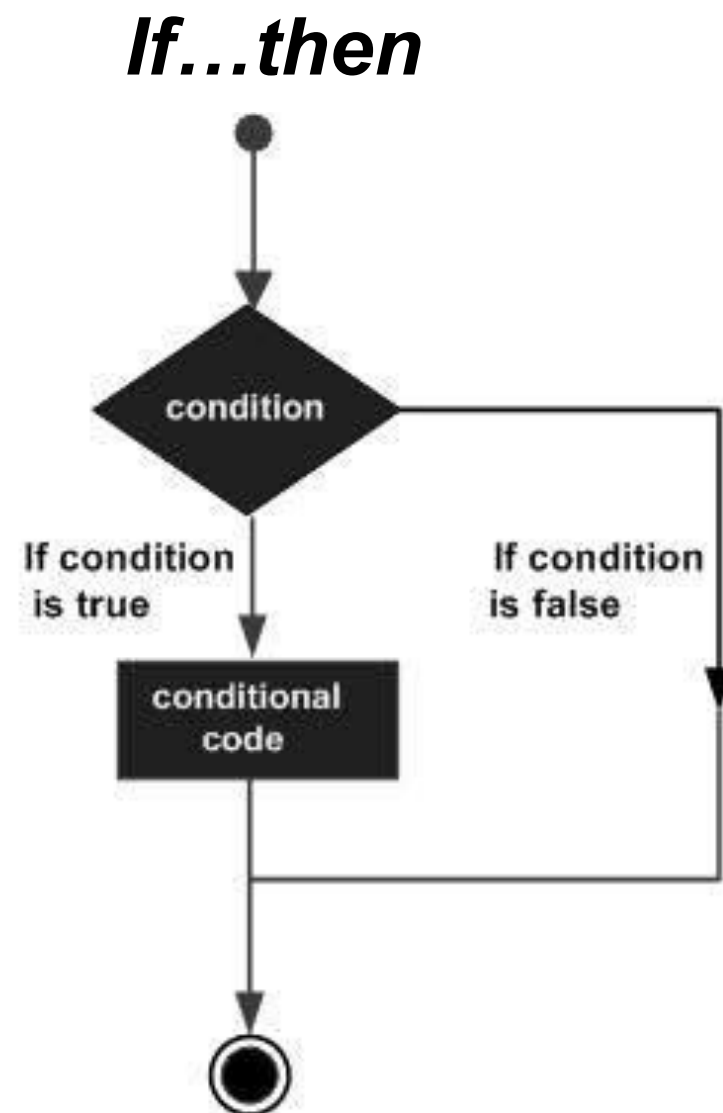 If...then
condition
If condition
is true
If condition
is false
conditional
code